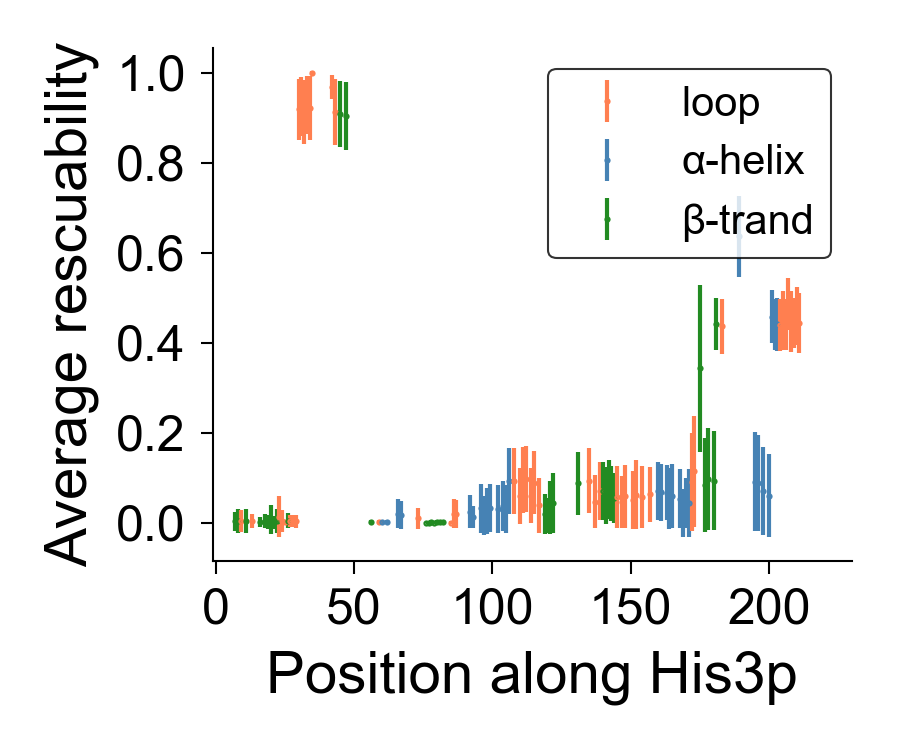 Average rescuability
1.0
0.8
0.6
0.4
0.2
0.0
loop
α-helix
β-trand
0 50 100 150 200
Position along His3p